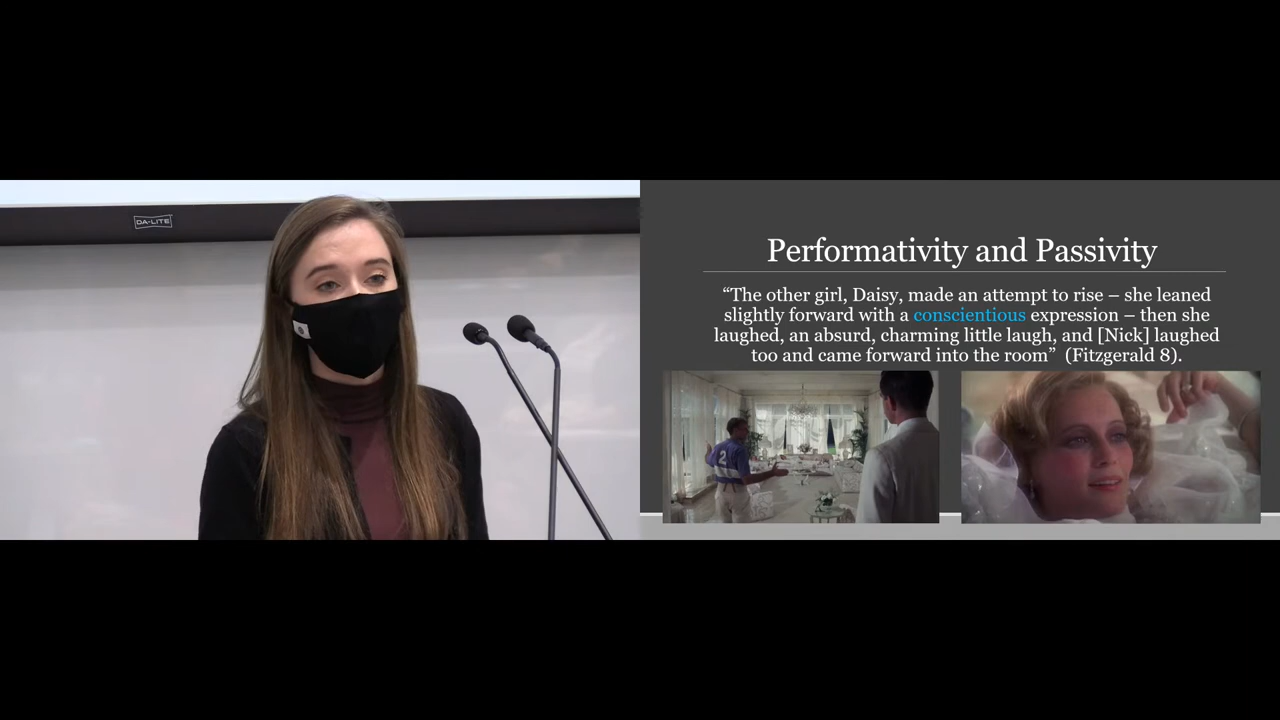 DA-LITE
Performativity and Passivity
“The other girl, Daisy, made an attempt to rise – she leaned
slightly forward with a conscientious expression – then she
laughed, an absurd, charming little laugh, and [Nick] laughed
too and came forward into the room” (Fitzgerald 8).
2